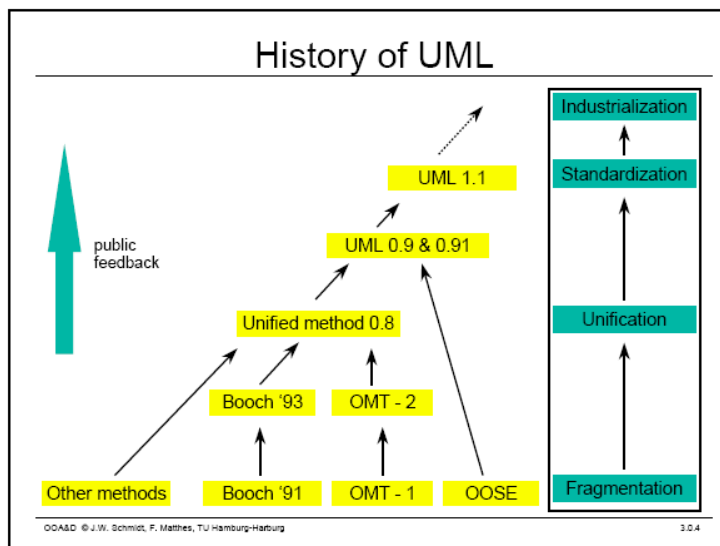 History of UML
Industrialization
UML 1.1
Standardization
public
feedback
UML 0.9 & 0.91
Unified method 0.8
Unification
Booch '93
OMT - 2
Other methods
Booch '91
OMT - 1
OOSE
Fragmentation
OOA&D © J.W. Schmidt, F. Matthes, TU Hamburg-Harburg
3.0.4